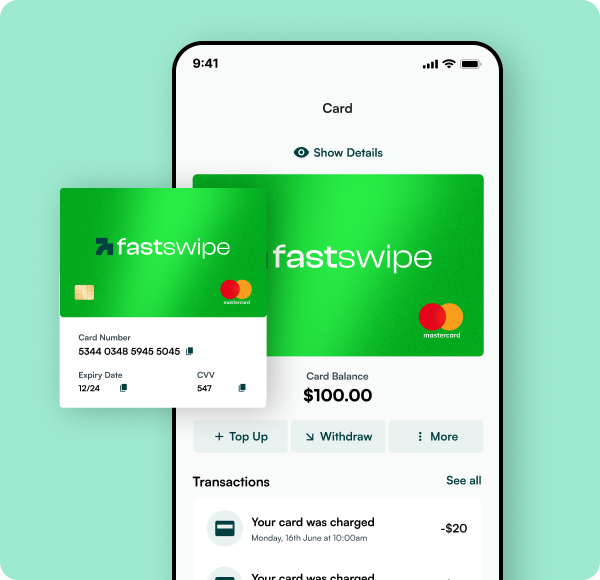 9:41
Card
Show Details
fastswipe
mastercard
fastswipe
mastercard
Card Number
5344 0348 5945 5045
Expiry Date CVV
12/24 547
Card Balance
$100.00
+ Top Up Withdraw More
Transactions See all
Your card was charged
Monday, 16th June at 10:00am
-$20
Your card was charged